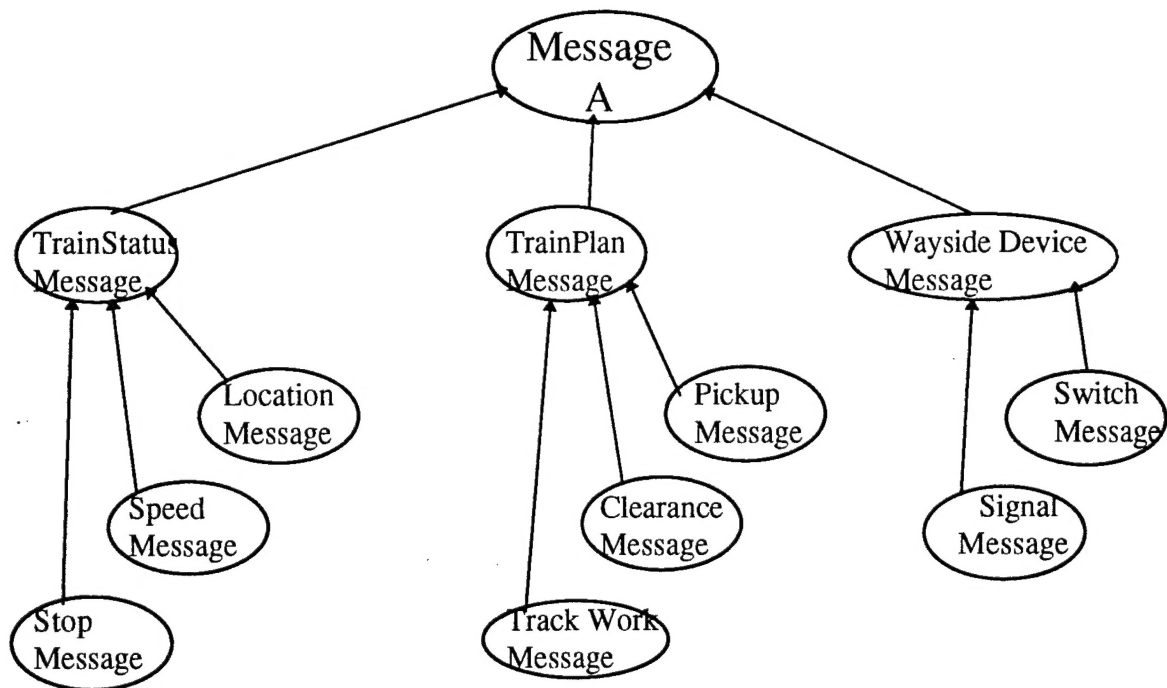 Message
A
TrainStatus
Message
TrainPlan
Message
Wayside Device
Message
Location
Message
Pickup
Message
Switch
Message
Speed
Message
Clearance
Message
Signal
Message
Stop
Message
Track Work
Message